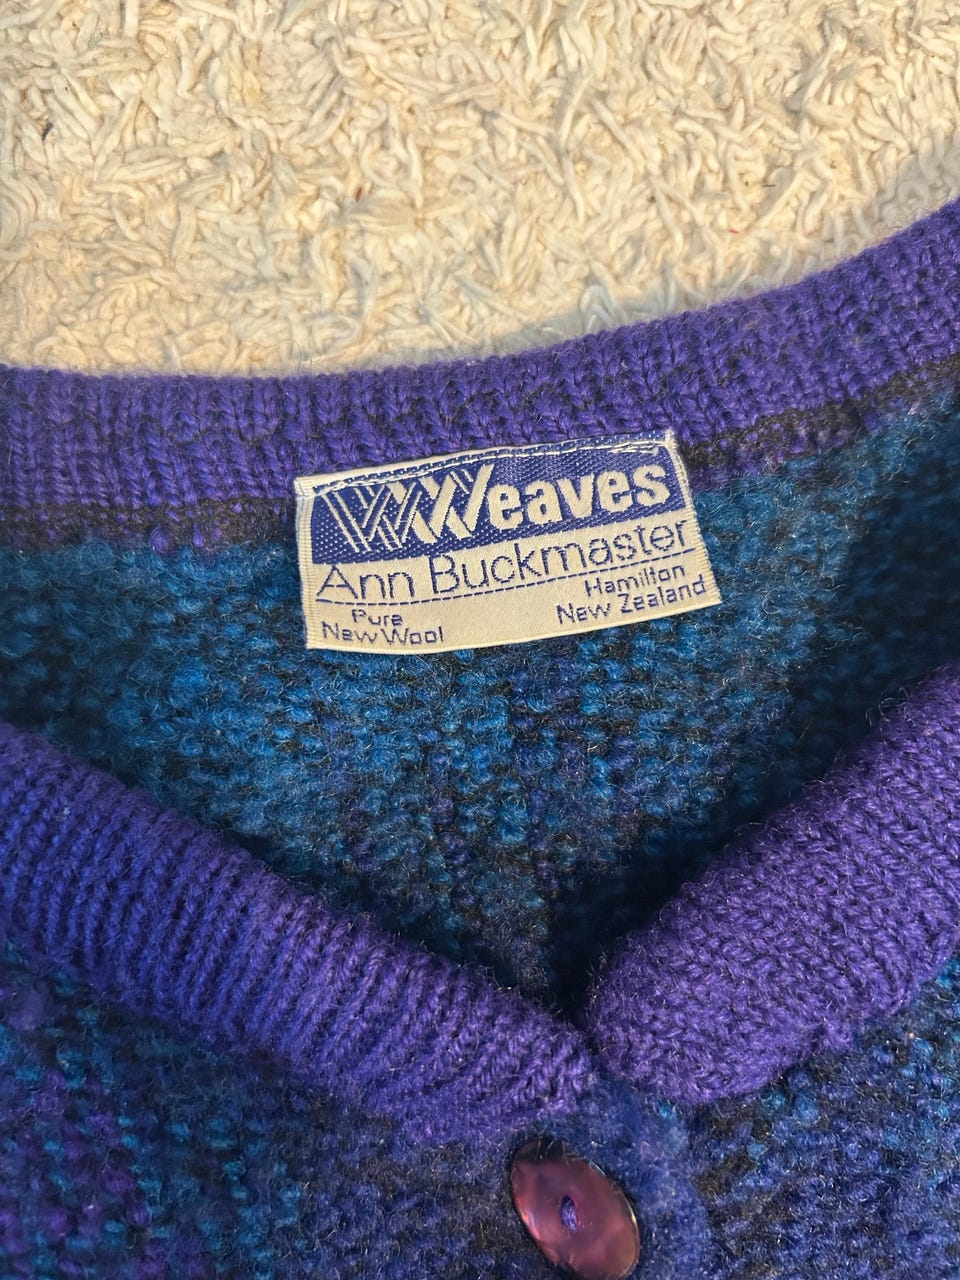 Weaves
Ann Buckmaster
Pure
New Wool
Hamilton
New Zealand